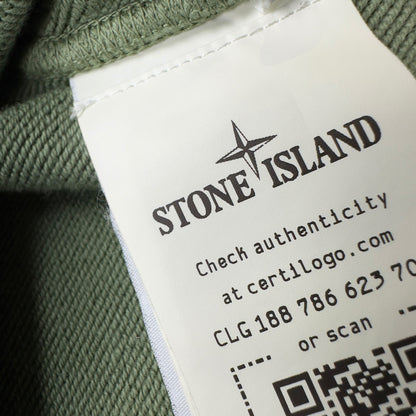 STONE ISLAND
Check authenticity
at certilogo.com
CLG 188 786 623 70
or scan